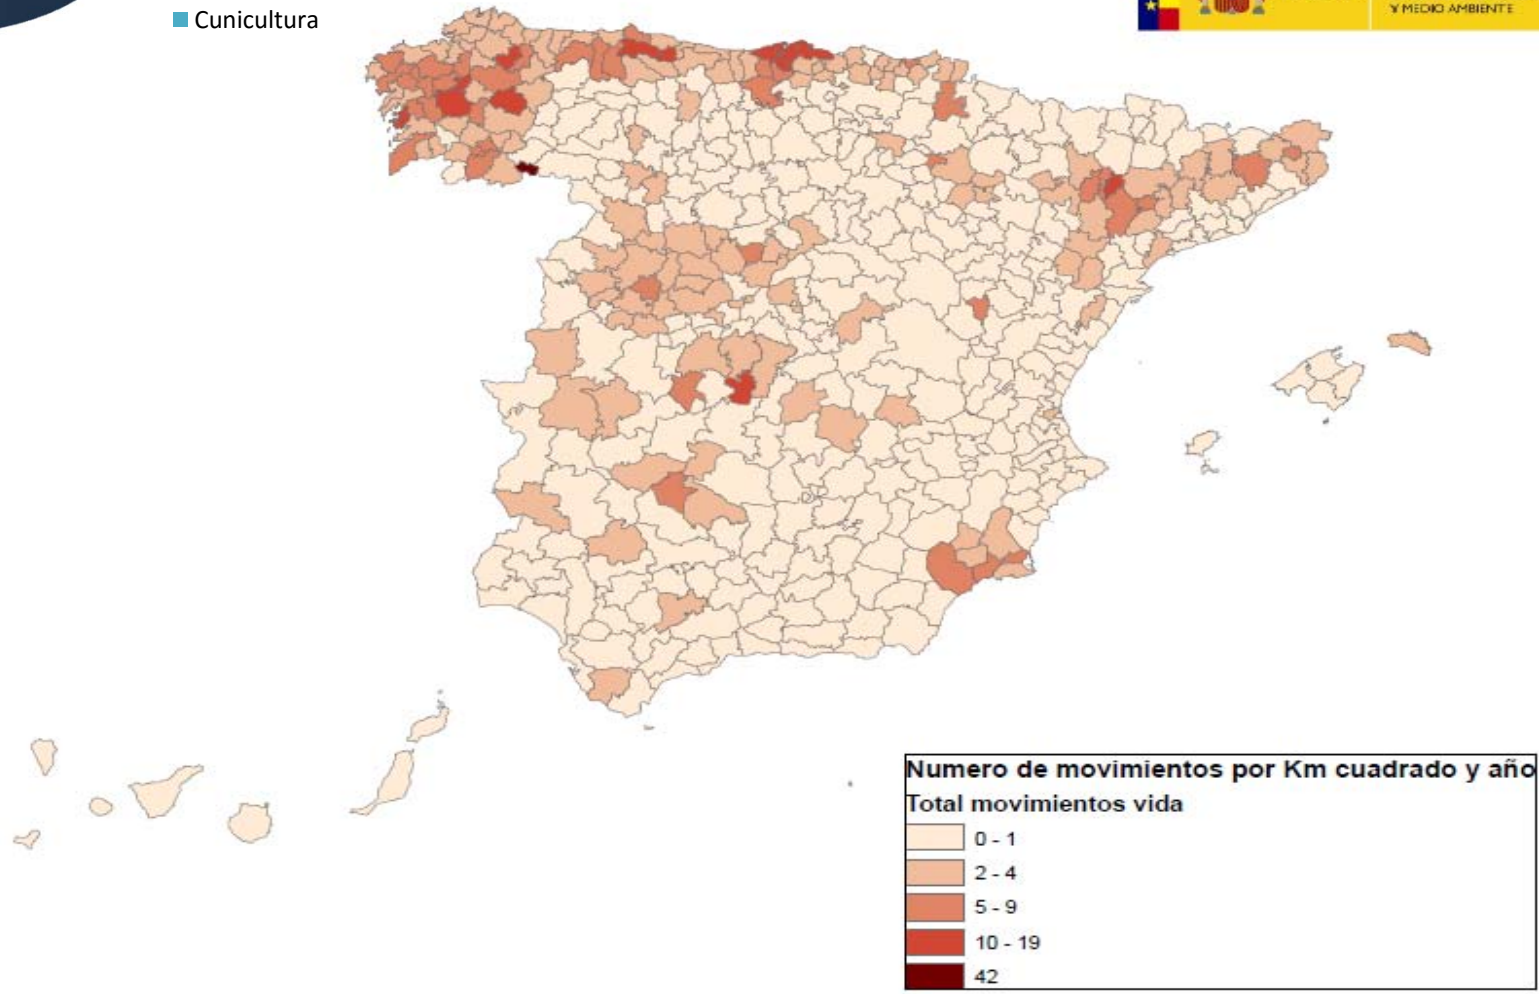 Cunicultura
Y MEDIO AMBIENTE
Numero de movimientos por Km cuadrado y año
Total movimientos vida
0 - 1
2 - 4
5 - 9
10 - 19
42